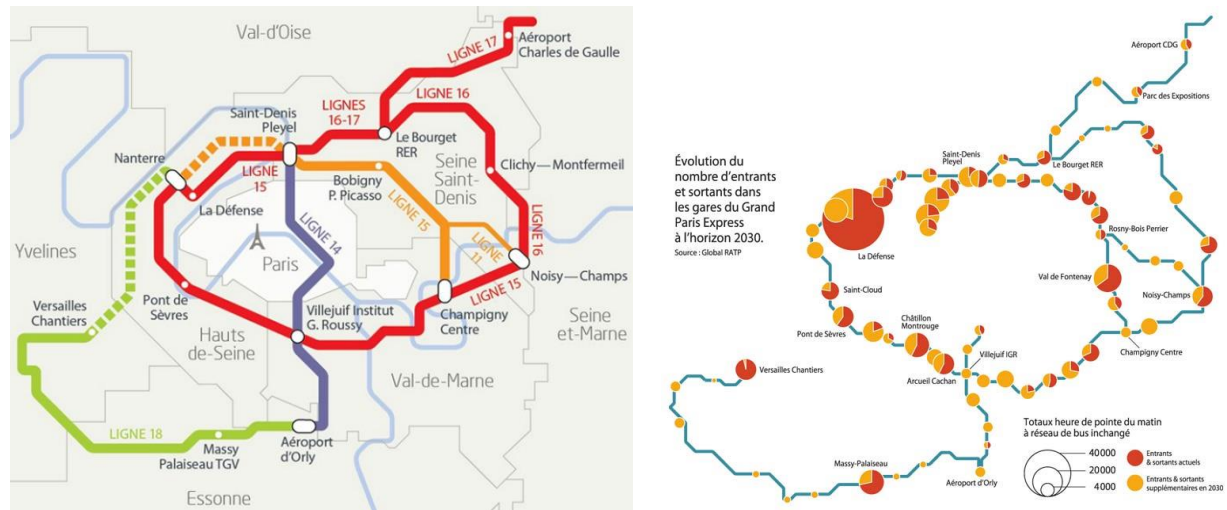 Val-d'Oise
LIGNE 17
Aéroport
Charles de Gaulle
Saint-Denis
Pleyel
LIGNES
16-17
LIGNE 16
Le Bourget
RER
Nanterre
LIGNE
15
La Défense
Bobigny
P. Picasso
Seine
Saint-
Denis
Clichy—Montfermeil
LIGNE 15
LIGNE
11
LIGNE 16
Yvelines
Paris
LIGNE 14
Noisy—Champs
LIGNE 15
Versailles
Chantiers
Pont de
Sèvres
Hauts
de-Seine
Villejuif Institut
G. Roussy
Champigny
Centre
Seine
et-Marne
Val-de-Marne
LIGNE 18
Massy
Palaiseau TGV
Aéroport
d'Orly
Essonne
Aéroport CDG
Parc des Expositions
Évolution du
nombre d'entrants
et sortants dans
les gares du Grand
Paris Express
à l'horizon 2030.
Source : Global RATP
Saint-Denis
Pleyel
Le Bourget RER
La Défense
Rosny-Bois Perrier
Val de Fontenay
Noisy-Champs
Saint-Cloud
Pont de Sèvres
Châtillon
Montrouge
Villejuif IGR
Arcueil Cachan
Champigny Centre
Versailles Chantiers
Massy-Palaiseau
Aéroport d'Orly
Totaux heure de pointe du matin
à réseau de bus inchangé
40000
20000
4000
Entrants
& sortants actuels
Entrants & sortants
supplémentaires en 2030